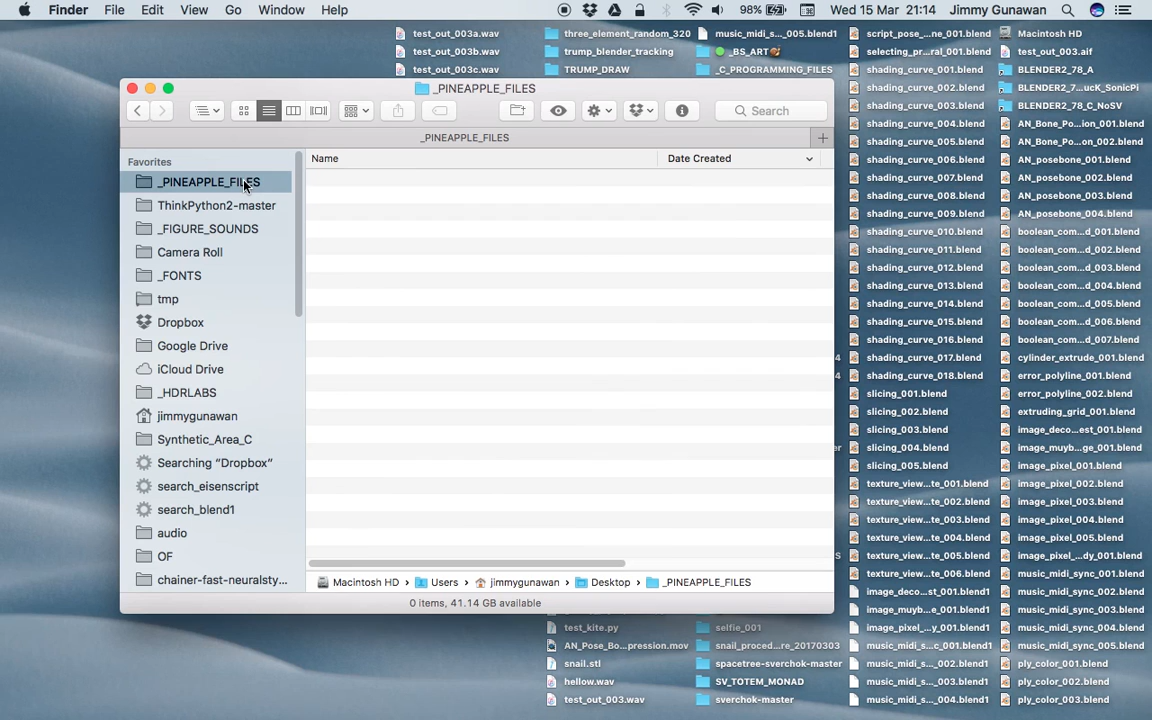 Finder File Edit View Go Window Help
98% Wed 15 Mar 21:14 Jimmy Gunawan
test_out_003a.wav
test_out_003b.wav
test_out_003c.wav
three_element_random_320
trump_blender_tracking
TRUMP_DRAW
music_midi_s..._005.blend1
_BS_ART
_C_PROGRAMMING_FILES
_PINEAPPLE_FILES
Search
_PINEAPPLE_FILES
Name Date Created
Favorites
_PINEAPPLE_FILES
ThinkPython2-master
_FIGURE_SOUNDS
Camera Roll
_FONTS
tmp
Dropbox
Google Drive
iCloud Drive
_HDRLABS
jimmygunawan
Synthetic_Area_C
Searching “Dropbox”
search_eisenscript
search_blend1
audio
OF
chainer-fast-neuralsty...
Macintosh HD › Users › jimmygunawan › Desktop › _PINEAPPLE_FILES
0 items, 41.14 GB available
test_kite.py
AN_Pose_Bo...pression.mov
snail.stl
hellow.wav
test_out_003.wav
selfie_001
snail_proced...re_20170303
spacetree-sverchok-master
SV_TOTEM_MONAD
sverchok-master
script_pose_...ne_001.blend
selecting_pr...ral_001.blend
shading_curve_001.blend
shading_curve_002.blend
shading_curve_003.blend
shading_curve_004.blend
shading_curve_005.blend
shading_curve_006.blend
shading_curve_007.blend
shading_curve_008.blend
shading_curve_009.blend
shading_curve_010.blend
shading_curve_011.blend
shading_curve_012.blend
shading_curve_013.blend
shading_curve_014.blend
shading_curve_015.blend
shading_curve_016.blend
shading_curve_017.blend
shading_curve_018.blend
slicing_001.blend
slicing_002.blend
slicing_003.blend
slicing_004.blend
slicing_005.blend
texture_view...te_001.blend
texture_view...te_002.blend
texture_view...te_003.blend
texture_view...te_004.blend
texture_view...te_005.blend
texture_view...te_006.blend
image_deco...st_001.blend1
image_muyb...e_001.blend1
image_pixel_...y_001.blend1
music_midi_s...c_001.blend1
music_midi_s..._002.blend1
music_midi_s..._003.blend1
music_midi_s..._004.blend1
Macintosh HD
test_out_003.aif
BLENDER2_78_A
BLENDER2_7...ucK_SonicPi
BLENDER2_78_C_NoSV
AN_Bone_Po...ion_001.blend
AN_Bone_Po...on_002.blend
AN_posebone_001.blend
AN_posebone_002.blend
AN_posebone_003.blend
AN_posebone_004.blend
boolean_com...d_001.blend
boolean_com...d_002.blend
boolean_com...d_003.blend
boolean_com...d_004.blend
boolean_com...d_005.blend
boolean_com...d_006.blend
boolean_com...d_007.blend
cylinder_extrude_001.blend
error_polyline_001.blend
error_polyline_002.blend
extruding_grid_001.blend
image_deco...est_001.blend
image_muyb...ge_001.blend
image_pixel_001.blend
image_pixel_002.blend
image_pixel_003.blend
image_pixel_004.blend
image_pixel_005.blend
image_pixel_...dy_001.blend
music_midi_sync_001.blend
music_midi_sync_002.blend
music_midi_sync_003.blend
music_midi_sync_004.blend
music_midi_sync_005.blend
ply_color_001.blend
ply_color_002.blend
ply_color_003.blend